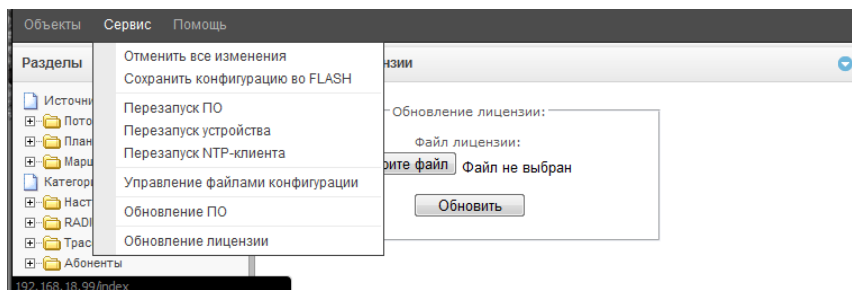 Объекты Сервис Помощь
Разделы
Отменить все изменения
Сохранить конфигурацию во FLASH
Перезапуск ПО
Перезапуск устройства
Перезапуск NTP-клиента
Управление файлами конфигурации
Обновление ПО
Обновление лицензии
Источни
Пото
План
Марш
Категори
Наст
RADI
Трас
Абоненты
192.168.18.99/index
нзии
Обновление лицензии:
Файл лицензии:
рите файл Файл не выбран
Обновить